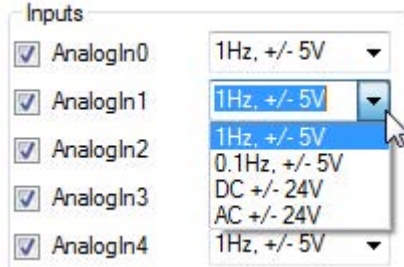 Inputs
AnalogIn0 1Hz, +/- 5V
AnalogIn1 1Hz, +/- 5V
1Hz, +/- 5V
AnalogIn2 0.1Hz, +/- 5V
DC +/- 24V
AnalogIn3 AC +/- 24V
AnalogIn4 1Hz, +/- 5V